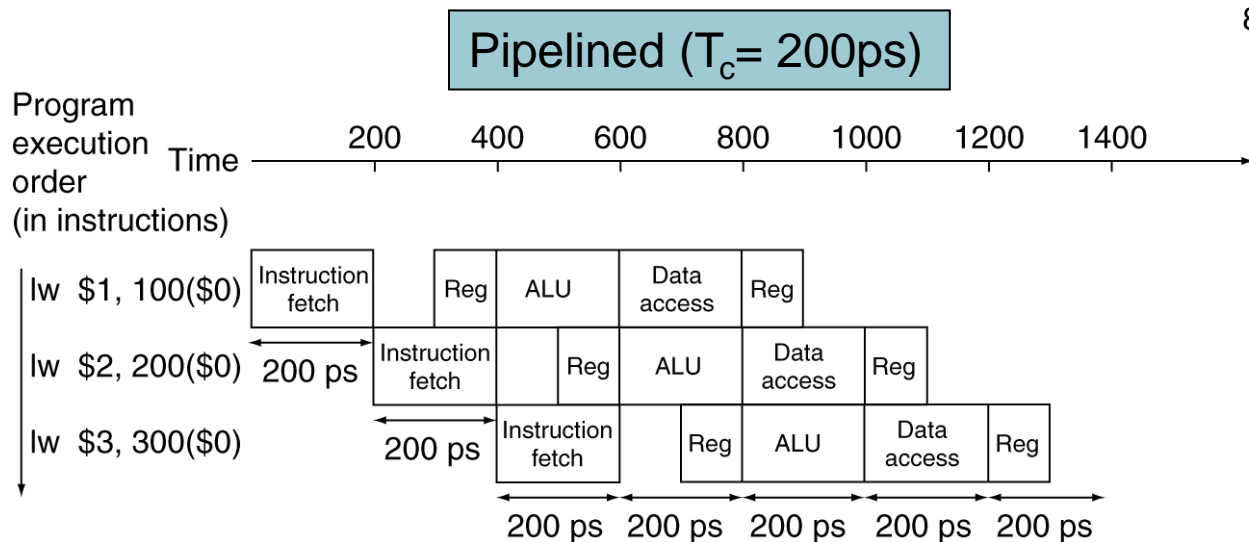 8
Pipelined (Tc= 200ps)
Program
execution
order
(in instructions)
Time
200 400 600 800 1000 1200 1400
lw $1, 100($0)
Instruction
fetch
Reg
ALU
Data
access
Reg
200 ps
lw $2, 200($0)
Instruction
fetch
Reg
ALU
Data
access
Reg
200 ps
lw $3, 300($0)
Instruction
fetch
Reg
ALU
Data
access
Reg
200 ps 200 ps 200 ps 200 ps 200 ps